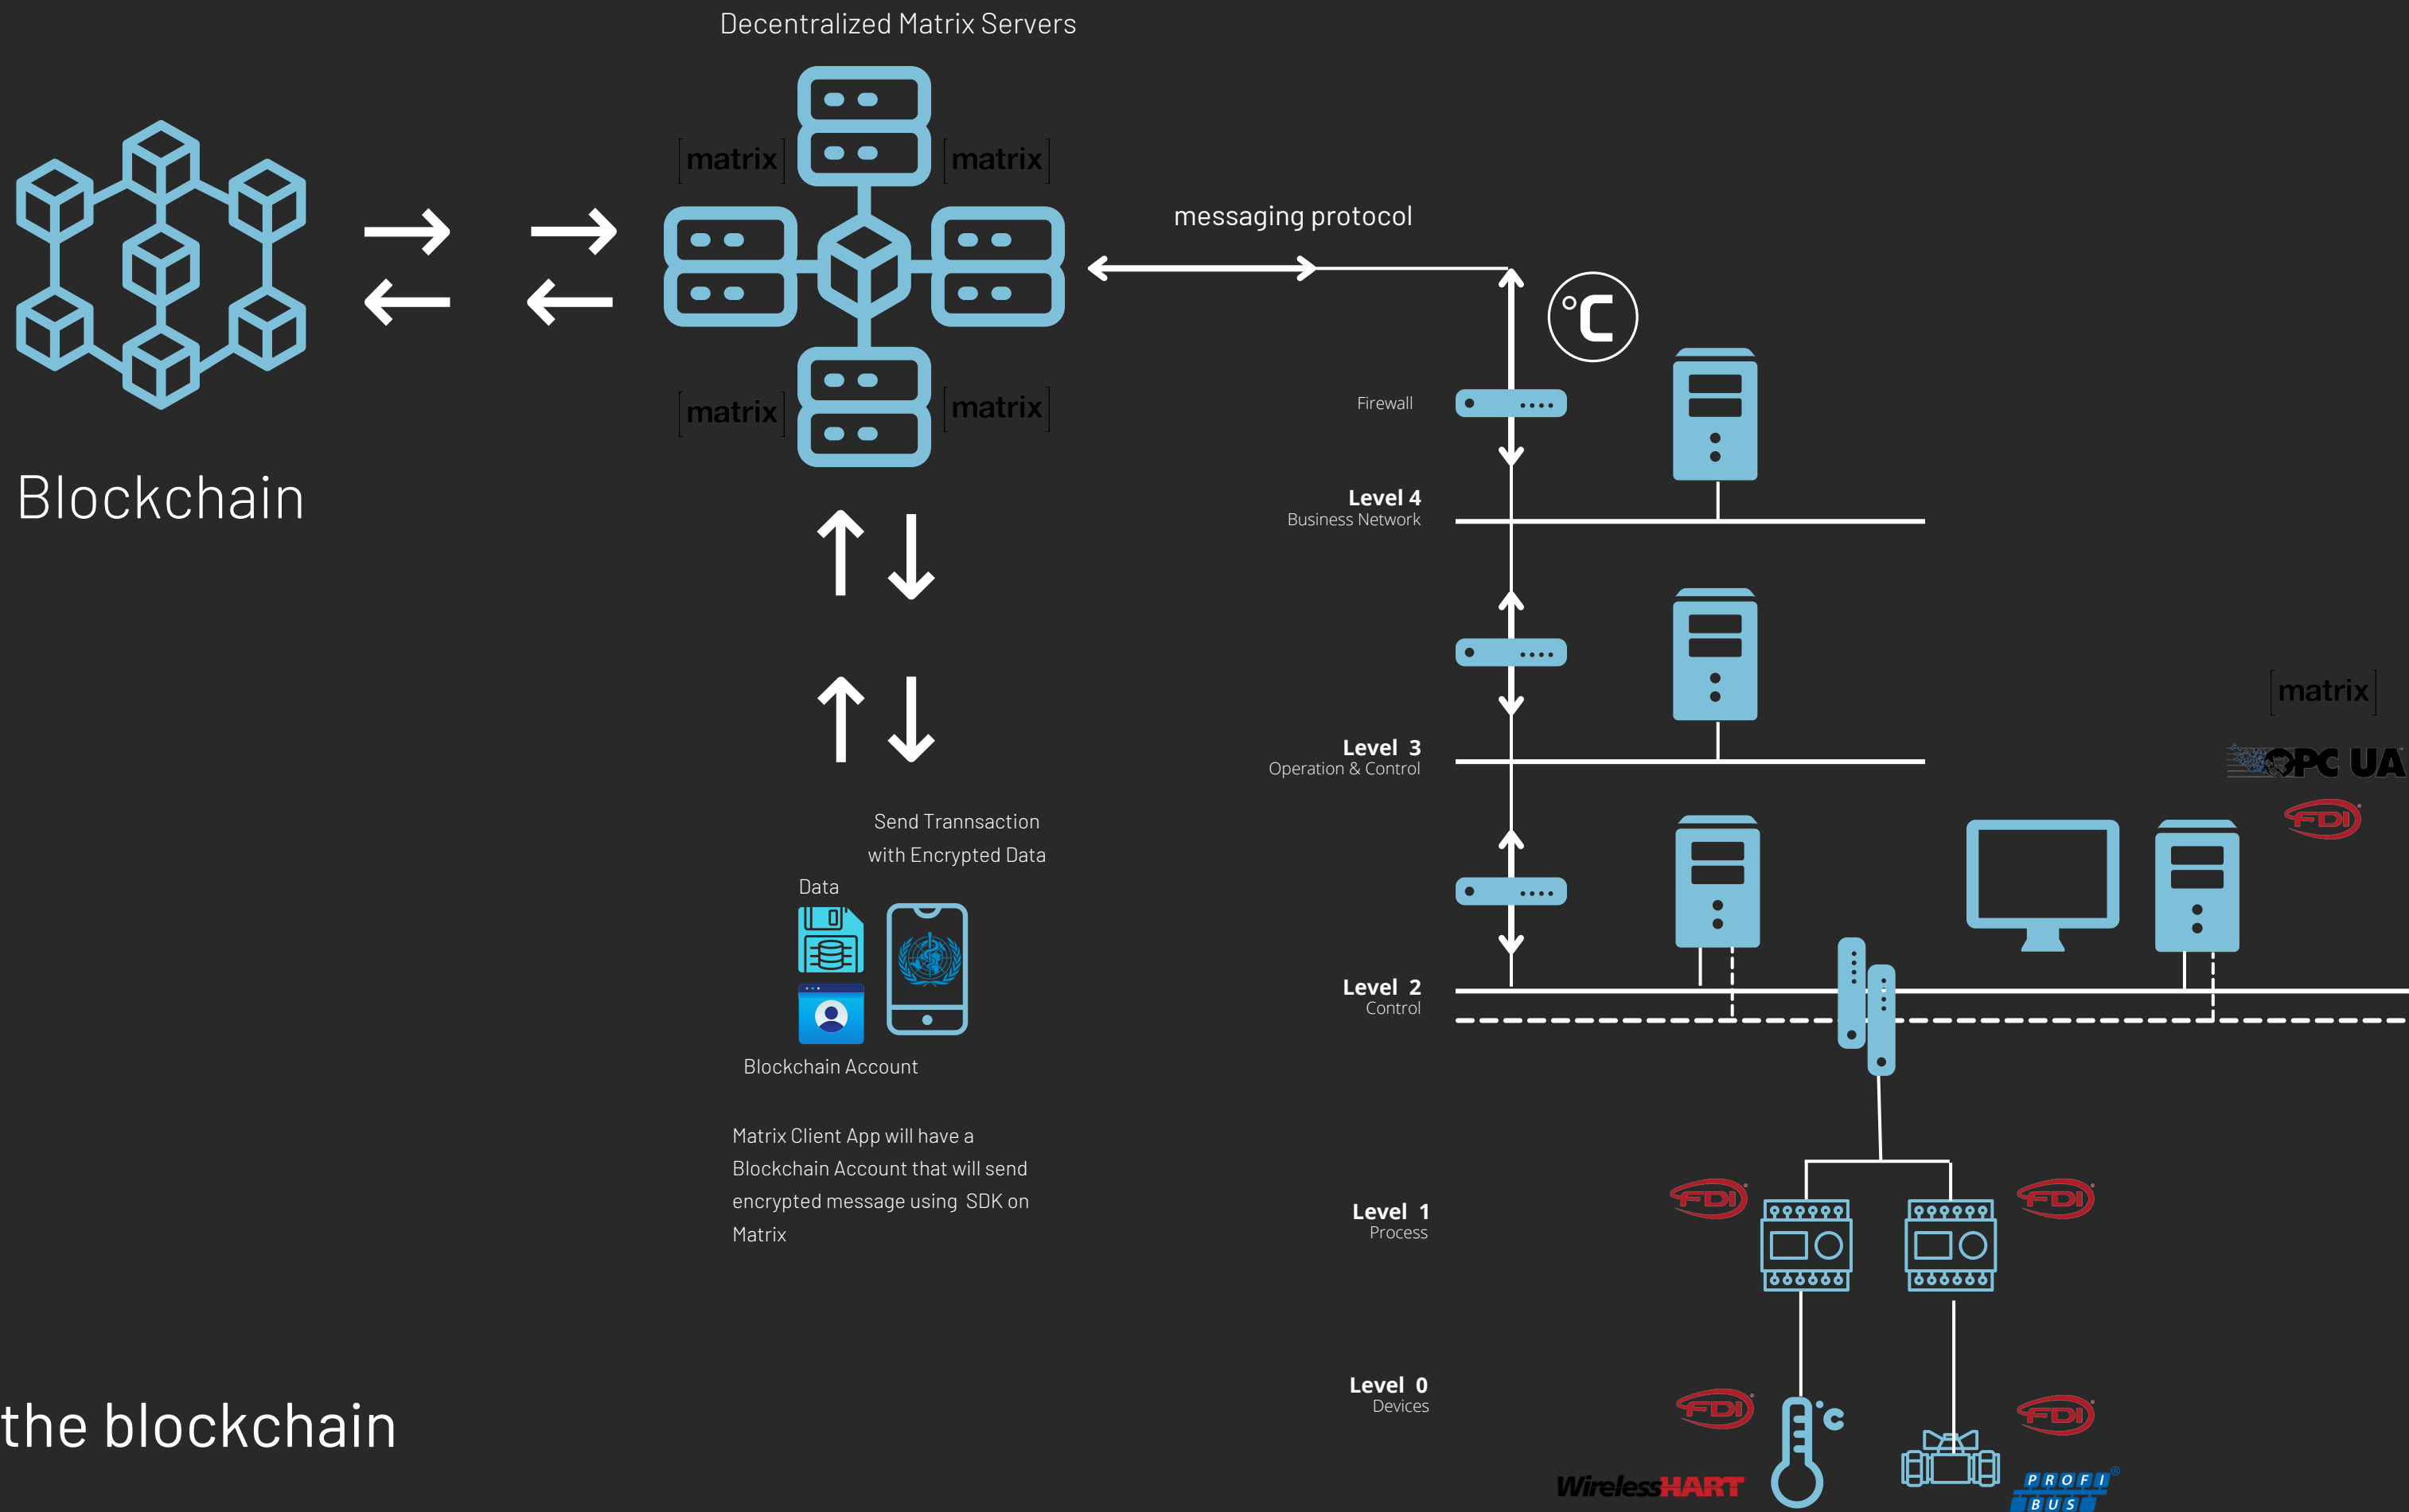 Decentralized Matrix Servers
[matrix]
[matrix]
[matrix]
[matrix]
Blockchain
messaging protocol
°C
Firewall
Level 4
Business Network
Level 3
Operation & Control
[matrix]
OPC UA
FDI
Send Trannsaction
with Encrypted Data
Data
Blockchain Account
Matrix Client App will have a
Blockchain Account that will send
encrypted message using SDK on
Matrix
Level 2
Control
Level 1
Process
FDI
FDI
Level 0
Devices
FDI
°C
FDI
WirelessHART
PROFI
BUS
the blockchain